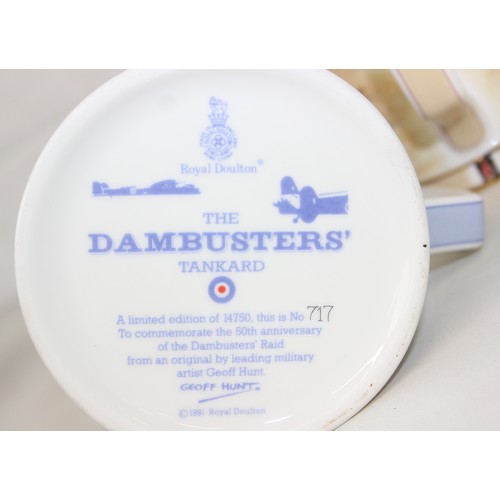 Royal Doulton®
THE
DAMBUSTERS'
TANKARD
A limited edition of 14750, this is No 717
To commemorate the 50th anniversary
of the Dambusters' Raid
from an original by leading military
artist Geoff Hunt.
GEOFF HUNT.
©1991 Royal Doulton